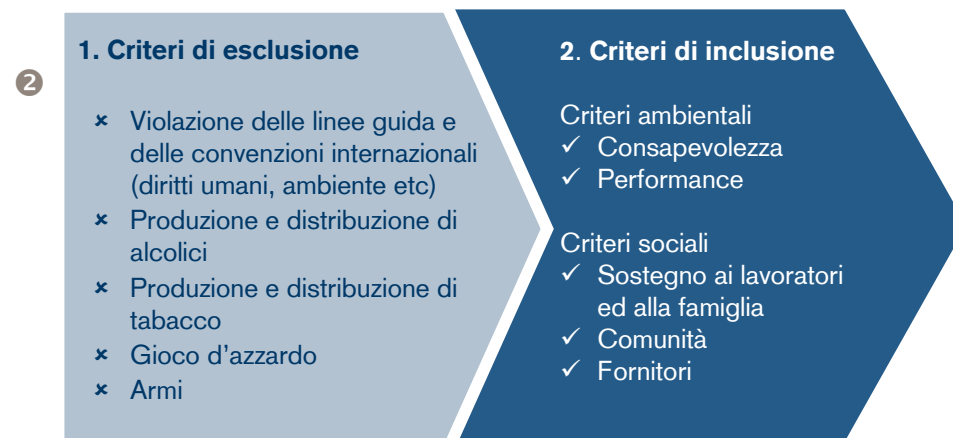 ❷
1. Criteri di esclusione
× Violazione delle linee guida e
delle convenzioni internazionali
(diritti umani, ambiente etc)
× Produzione e distribuzione di
alcolici
× Produzione e distribuzione di
tabacco
× Gioco d'azzardo
× Armi
2. Criteri di inclusione
Criteri ambientali
✓ Consapevolezza
✓ Performance
Criteri sociali
✓ Sostegno ai lavoratori
ed alla famiglia
✓ Comunità
✓ Fornitori